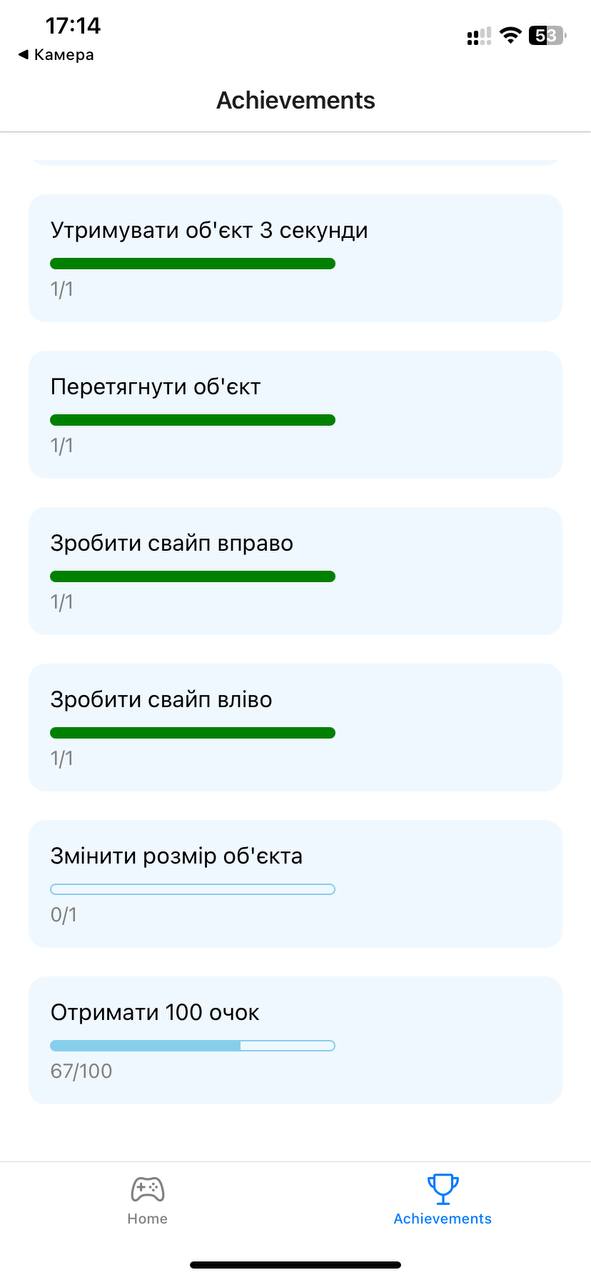 17:14
53
◀ Камера
Achievements
Утримувати об'єкт 3 секунди
1/1
Перетягнути об'єкт
1/1
Зробити свайп вправо
1/1
Зробити свайп вліво
1/1
Змінити розмір об'єкта
0/1
Отримати 100 очок
67/100
Home
Achievements